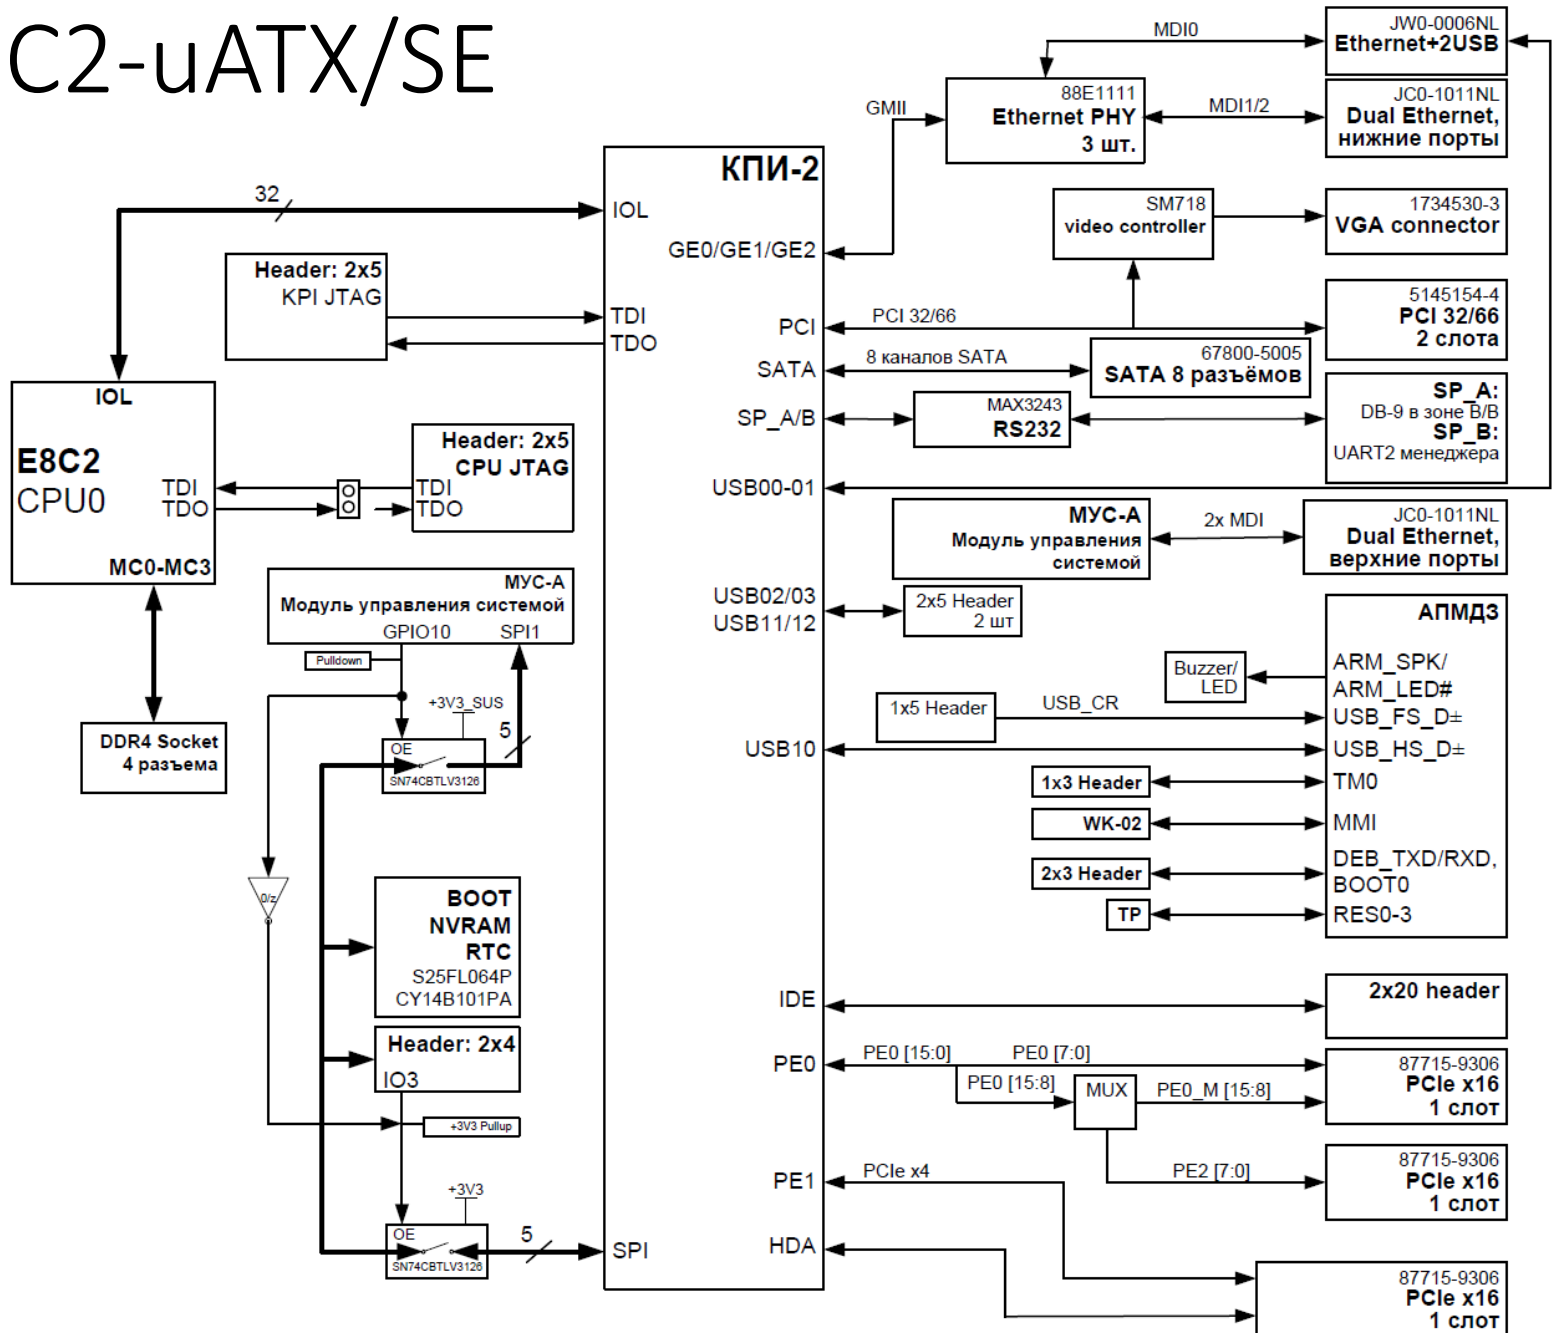 C2-uATX/SE
JW0-0006NL
Ethernet+2USB
MDI0
88E1111
Ethernet PHY
3 шт.
GMII
MDI1/2
JC0-1011NL
Dual Ethernet,
нижние порты
КПИ-2
32
IOL
GE0/GE1/GE2
SM718
video controller
1734530-3
VGA connector
Header: 2x5
KPI JTAG
TDI
TDO
PCI
PCI 32/66
5145154-4
PCI 32/66
2 слота
SATA
8 каналов SATA
67800-5005
SATA 8 разъёмов
SP_A/B
MAX3243
RS232
SP_A:
DB-9 в зоне В/В
SP_B:
UART2 менеджера
IOL
E8C2
CPU0
TDI
TDO
MC0-MC3
Header: 2x5
CPU JTAG
TDI
TDO
USB00-01
МУС-А
Модуль управления
системой
2x MDI
JC0-1011NL
Dual Ethernet,
верхние порты
МУС-А
Модуль управления системой
GPIO10
SPI1
Pulldown
USB02/03
USB11/12
2x5 Header
2 шт
АПМДЗ
Buzzer/
LED
ARM_SPK/
ARM_LED#
1x5 Header
USB_CR
USB_FS_D±
USB10
USB_HS_D±
1x3 Header
TM0
WK-02
MMI
2x3 Header
DEB_TXD/RXD,
BOOT0
TP
RES0-3
DDR4 Socket
4 разъема
+3V3_SUS
5
OE
SN74CBTLV3126
0/z
BOOT
NVRAM
RTC
S25FL064P
CY14B101PA
Header: 2x4
IO3
+3V3 Pullup
+3V3
OE
SN74CBTLV3126
5
SPI
IDE
2x20 header
PE0
PE0 [15:0]
PE0 [7:0]
PE0 [15:8]
MUX
PE0_M [15:8]
87715-9306
PCIe x16
1 слот
PE2 [7:0]
87715-9306
PCIe x16
1 слот
PE1
PCIe x4
HDA
87715-9306
PCIe x16
1 слот